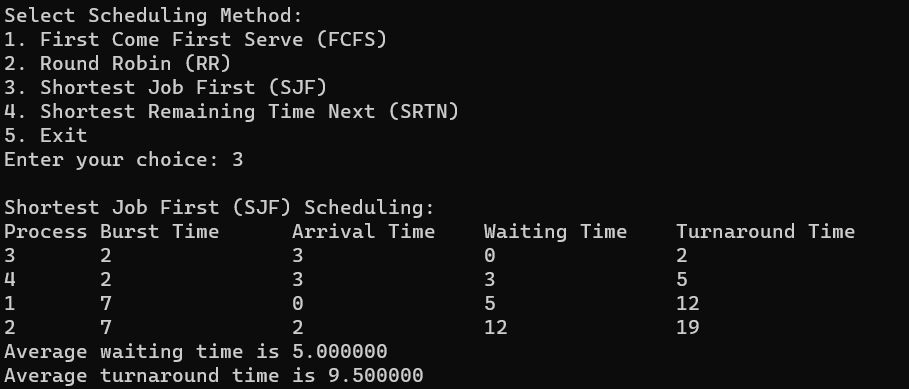 Select Scheduling Method:
1. First Come First Serve (FCFS)
2. Round Robin (RR)
3. Shortest Job First (SJF)
4. Shortest Remaining Time Next (SRTN)
5. Exit
Enter your choice: 3

Shortest Job First (SJF) Scheduling:
Process Burst Time      Arrival Time    Waiting Time    Turnaround Time
3       2               3               0               2
4       2               3               3               5
1       7               0               5               12
2       7               2               12              19
Average waiting time is 5.000000
Average turnaround time is 9.500000